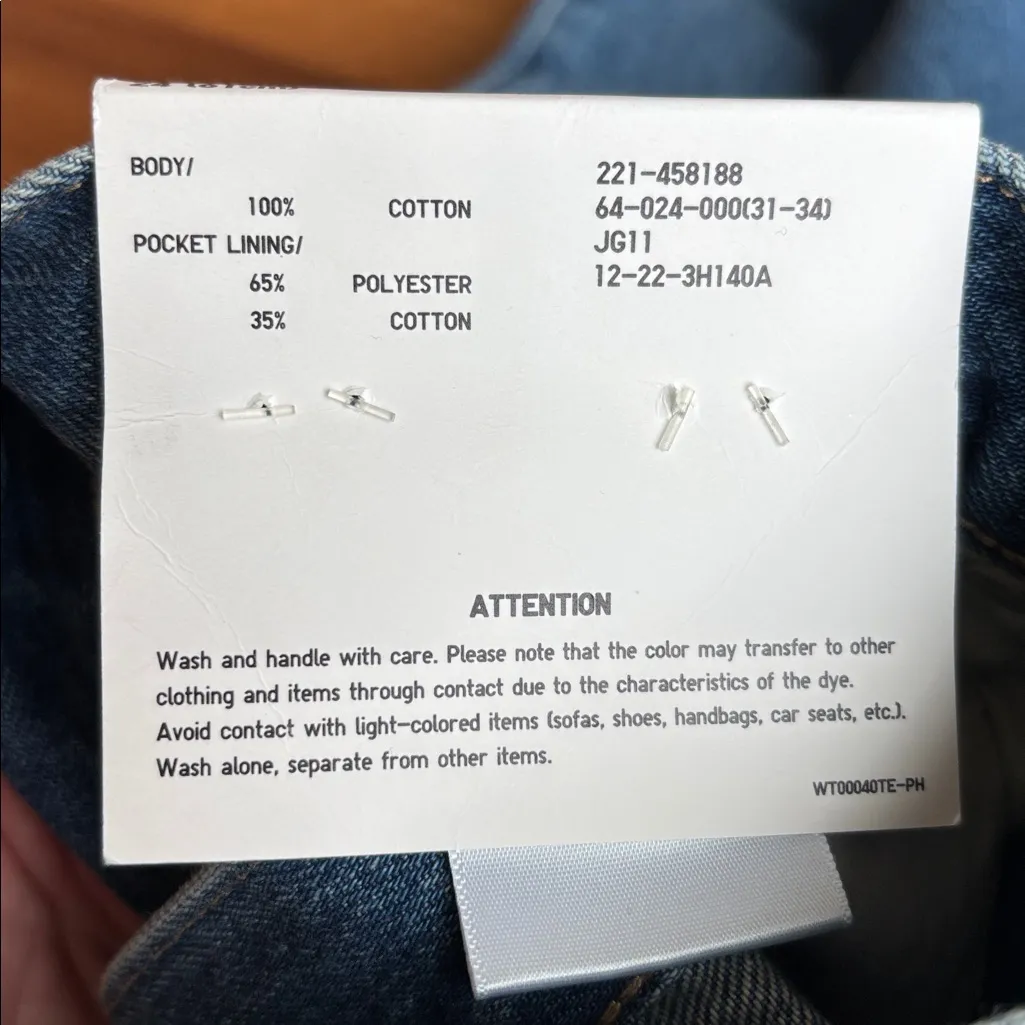 BODY/
100% COTTON
POCKET LINING/
65% POLYESTER
35% COTTON
221-458188
64-024-000(31-34)
JG11
12-22-3H140A
ATTENTION
Wash and handle with care. Please note that the color may transfer to other
clothing and items through contact due to the characteristics of the dye.
Avoid contact with light-colored items (sofas, shoes, handbags, car seats, etc.).
Wash alone, separate from other items.
WT00040TE-PH